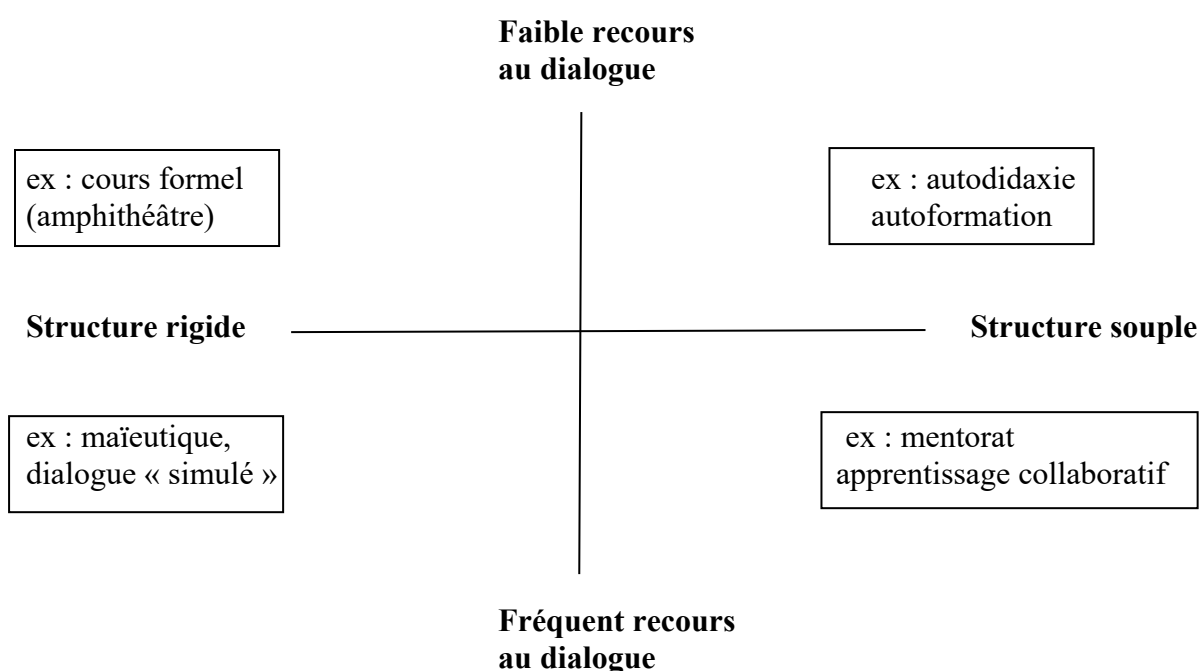 Faible recours
au dialogue
ex : cours formel
(amphithéâtre)
ex : autodidaxie
autoformation
Structure rigide
Structure souple
ex : maïeutique,
dialogue « simulé »
ex : mentorat
apprentissage collaboratif
Fréquent recours
au dialogue